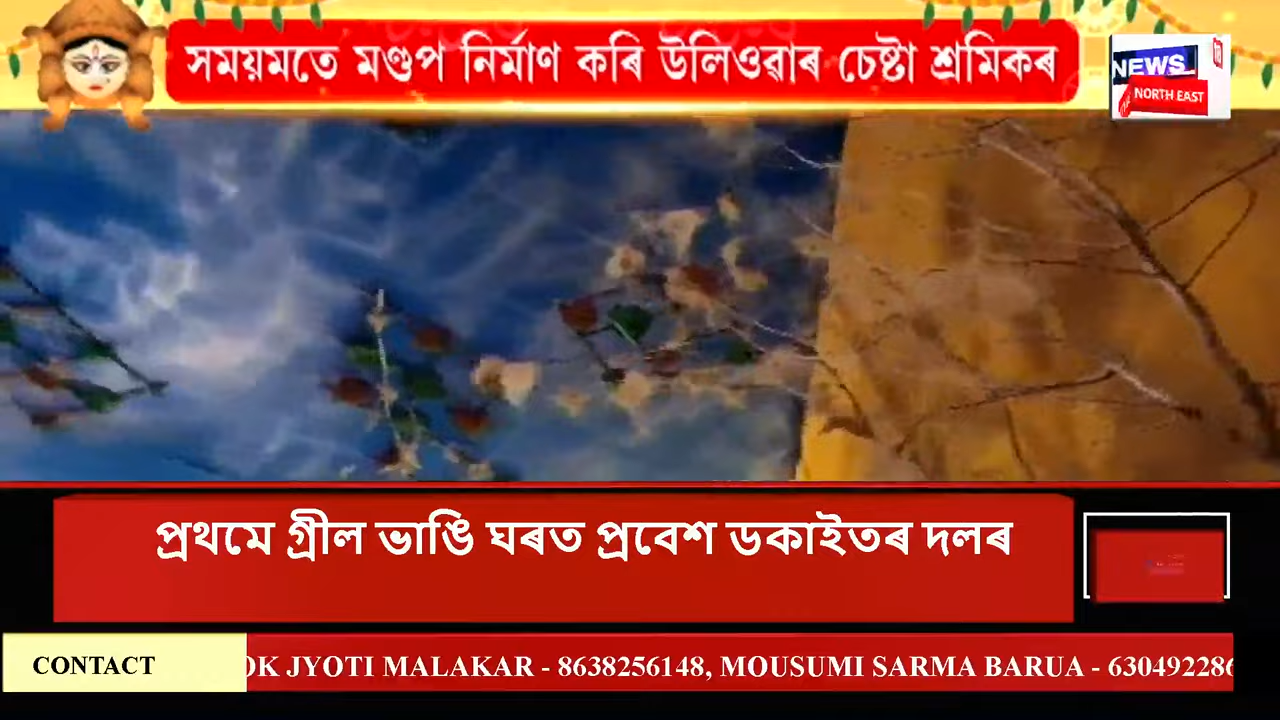 সময়মতে মণ্ডপ নিৰ্মাণ কৰি উলিওৱাৰ চেষ্টা শ্ৰমিকৰ
NEWS
NORTH EAST
প্ৰথমে গ্ৰীল ভাঙি ঘৰত প্ৰবেশ ডকাইতৰ দলৰ
CONTACT
OK JYOTI MALAKAR - 8638256148, MOUSUMI SARMA BARUA - 630492286